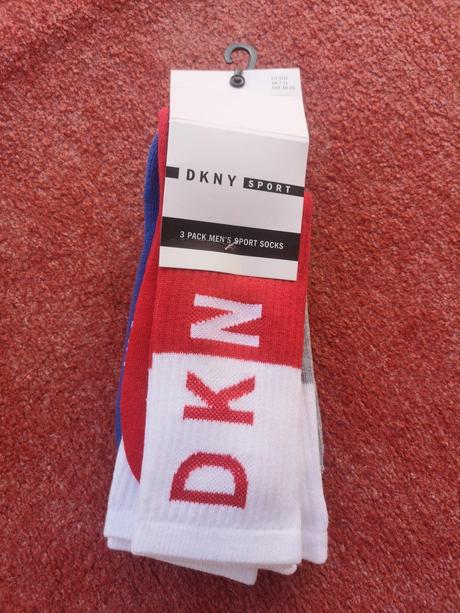 DKNY SPORT
3 PACK MEN'S SPORT SOCKS
DKN